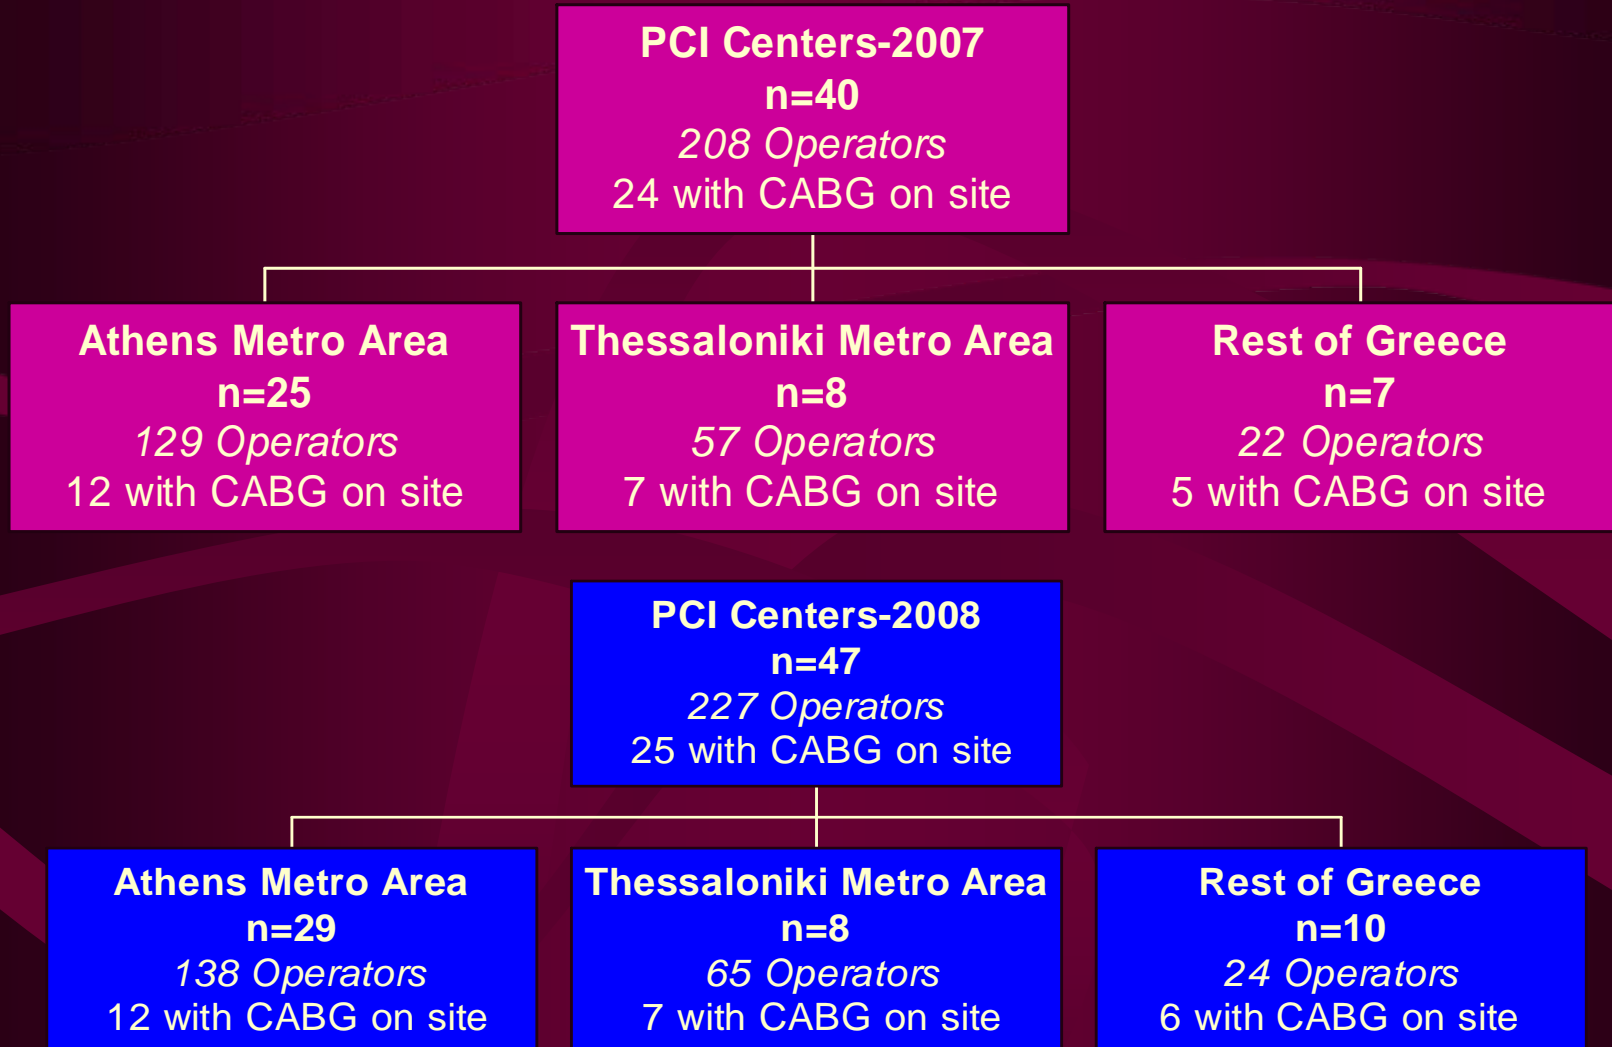 PCI Centers-2007
n=40
208 Operators
24 with CABG on site
Athens Metro Area
n=25
129 Operators
12 with CABG on site
Thessaloniki Metro Area
n=8
57 Operators
7 with CABG on site
Rest of Greece
n=7
22 Operators
5 with CABG on site
PCI Centers-2008
n=47
227 Operators
25 with CABG on site
Athens Metro Area
n=29
138 Operators
12 with CABG on site
Thessaloniki Metro Area
n=8
65 Operators
7 with CABG on site
Rest of Greece
n=10
24 Operators
6 with CABG on site